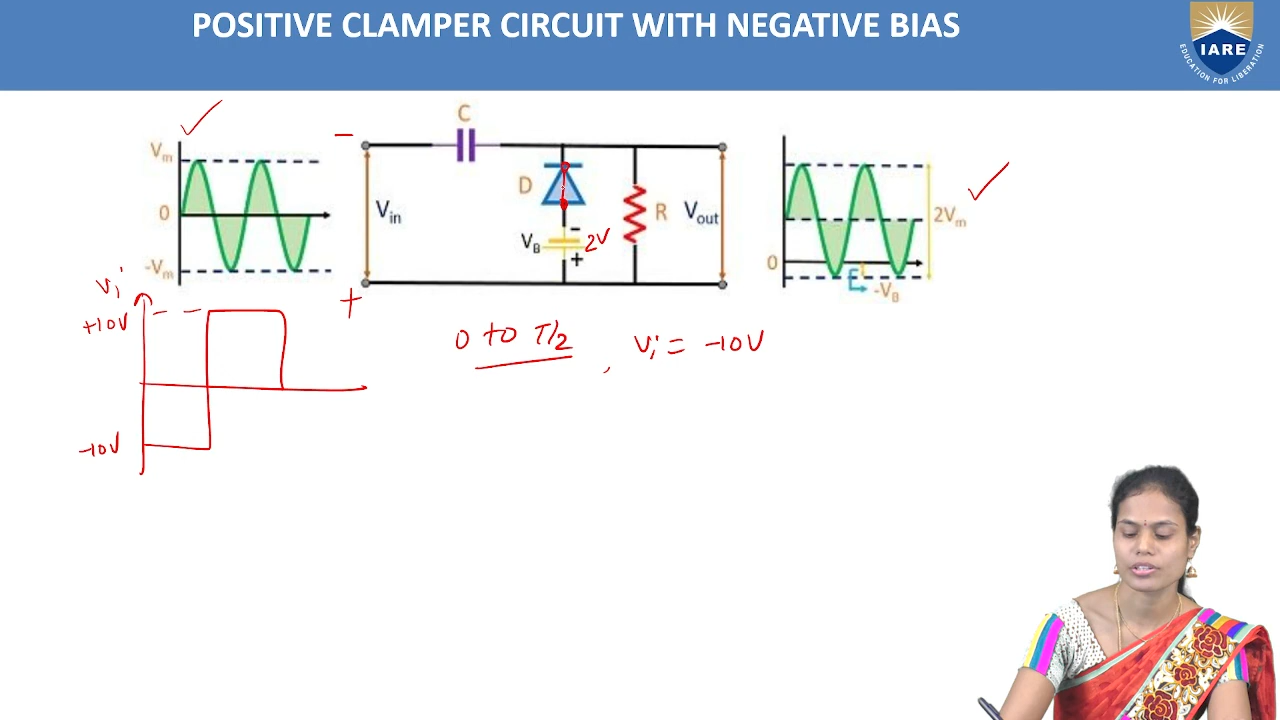 POSITIVE CLAMPER CIRCUIT WITH NEGATIVE BIAS
IARE
EDUCATION FOR LIBERATION
Vm
0
-Vm
-
+
C
Vin
D
VB
-
+
2V
R
Vout
0
2Vm
-VB
Vi
+10V
-10V
0 to T/2 , Vi = -10V